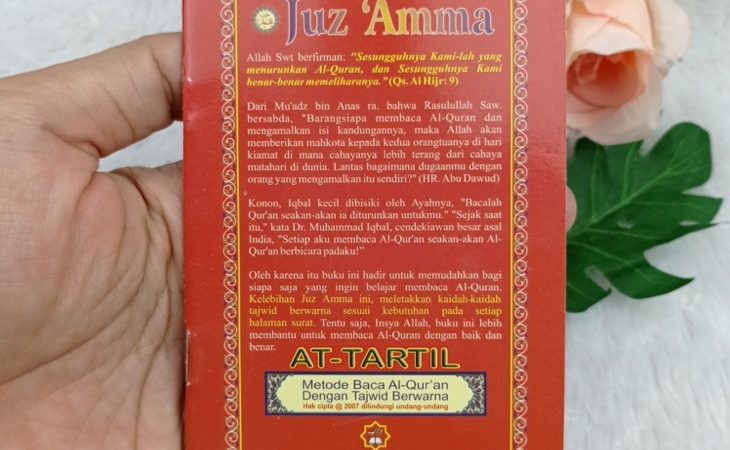 Juz 'Amma
Allah Swt berfirman: "Sesungguhnya Kami-lah yang
menurunkan Al-Quran, dan Sesungguhnya Kami
benar-benar memeliharanya." (Qs. Al Hijr: 9)
Dari Mu'adz bin Anas ra. bahwa Rasulullah Saw.
bersabda, "Barangsiapa membaca Al-Quran dan
mengamalkan isi kandungannya, maka Allah akan
memberikan mahkota kepada kedua orangtuanya di hari
kiamat di mana cahayanya lebih terang dari cahaya
matahari di dunia. Lantas bagaimana dugaanmu dengan
orang yang mengamalkan itu sendiri?" (HR. Abu Dawud)
Konon, Iqbal kecil dibisiki oleh Ayahnya, "Bacalah
Qur'an seakan-akan ia diturunkan untukmu." "Sejak saat
itu," kata Dr. Muhammad Iqbal, cendekiawan besar asal
India, "Setiap aku membaca Al-Qur'an seakan-akan Al-
Qur'an berbicara padaku!"
Oleh karena itu buku ini hadir untuk memudahkan bagi
siapa saja yang ingin belajar membaca Al-Quran.
Kelebihan Juz Amma ini, meletakkan kaidah-kaidah
tajwid berwarna sesuai kebutuhan pada setiap
halaman surat. Tentu saja, Insya Allah, buku ini lebih
membantu untuk membaca Al-Quran dengan baik dan
benar.
AT-TARTIL
Metode Baca Al-Qur'an
Dengan Tajwid Berwarna
Hak cipta @ 2007 dilindungi undang-undang